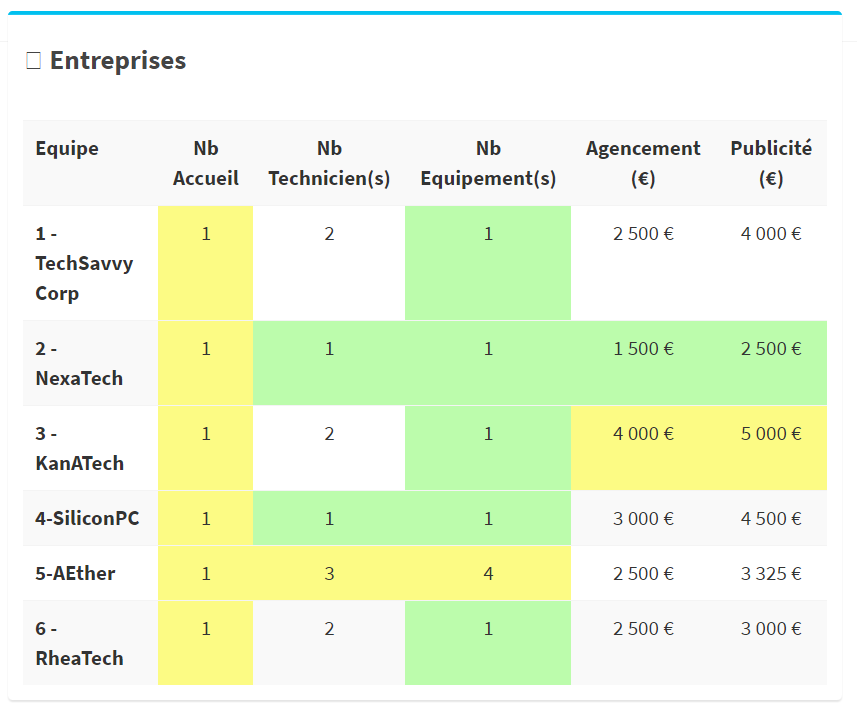 Entreprises
Equipe Nb Accueil Nb Technicien(s) Nb Equipement(s) Agencement (€) Publicité (€)
1 - TechSavvy Corp 1 2 1 2 500 € 4 000 €
2 - NexaTech 1 1 1 1 500 € 2 500 €
3 - KanATech 1 2 1 4 000 € 5 000 €
4-SiliconPC 1 1 1 3 000 € 4 500 €
5-AEther 1 3 4 2 500 € 3 325 €
6 - RheaTech 1 2 1 2 500 € 3 000 €